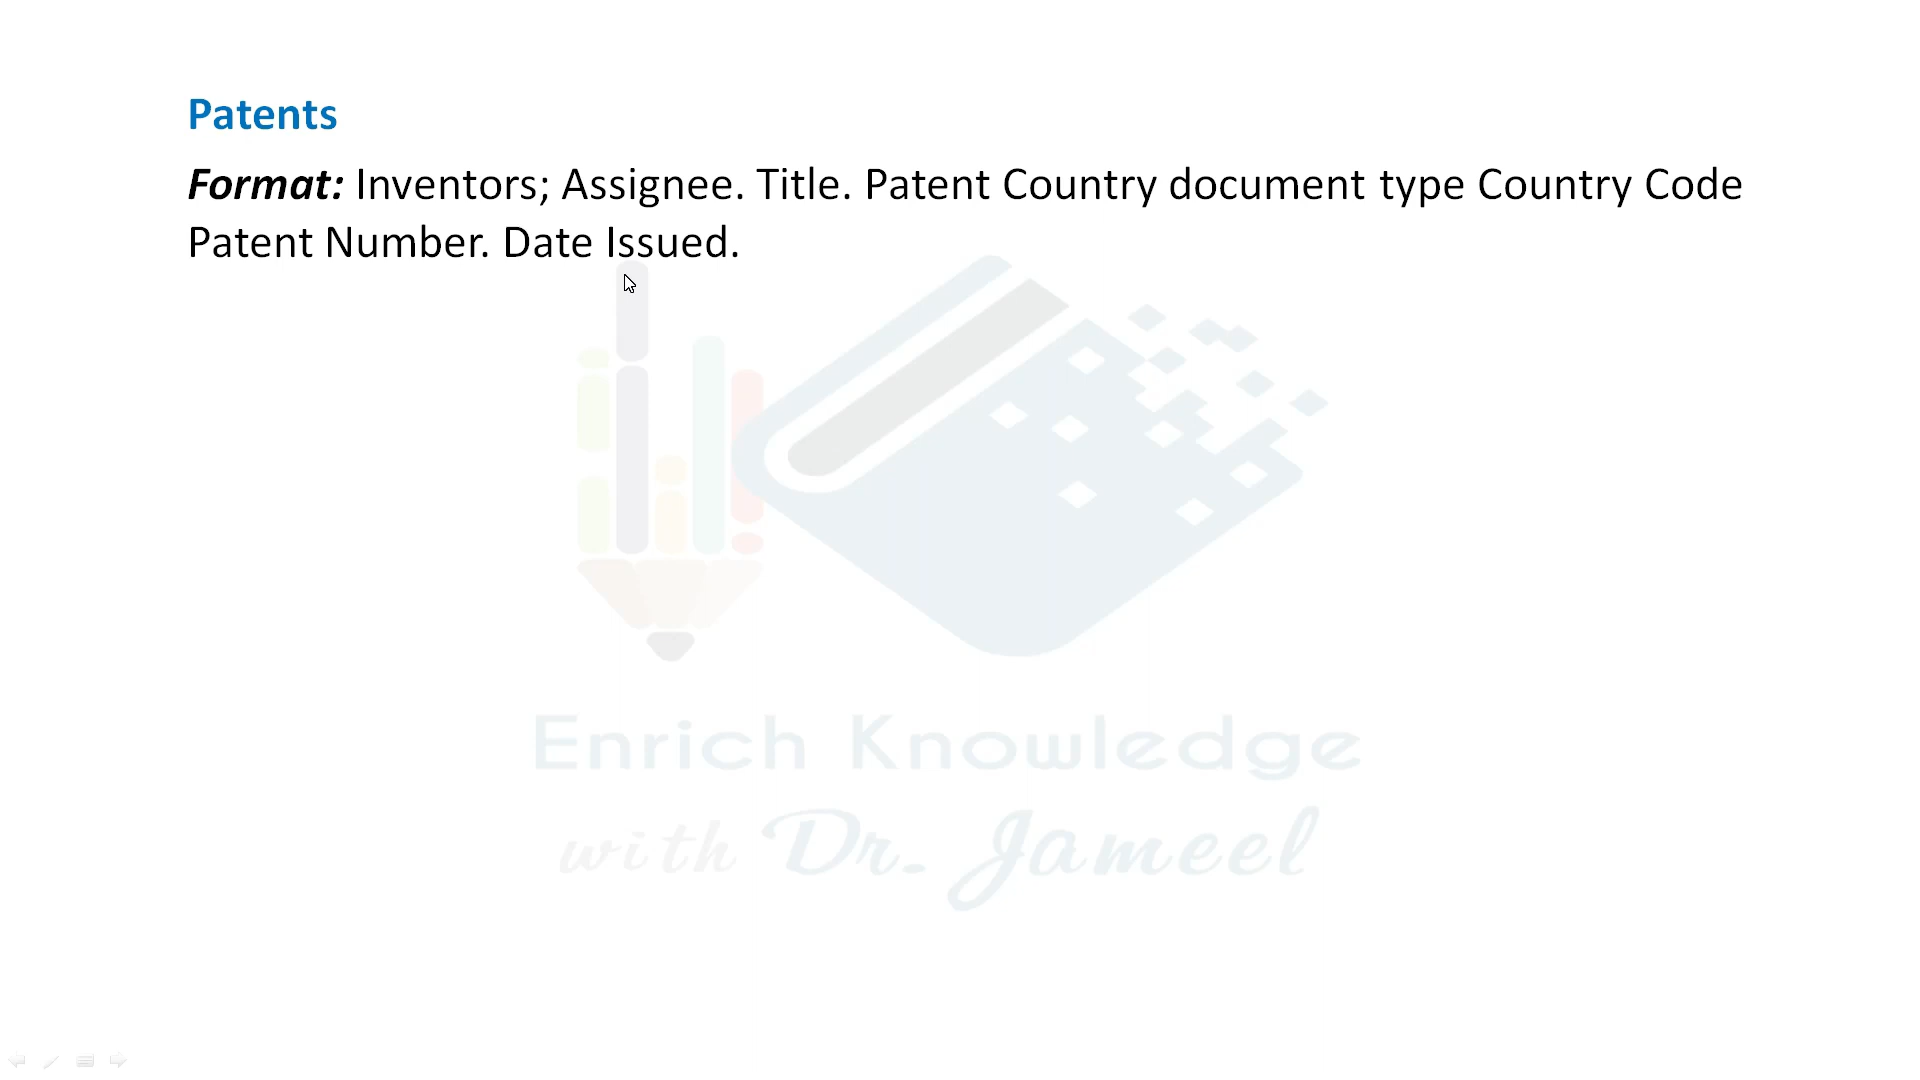 Patents
Format: Inventors; Assignee. Title. Patent Country document type Country Code
Patent Number. Date Issued.
Enrich Knowledge
with Dr. Jameel